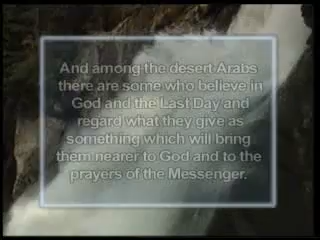 And among the desert Arabs
there are some who believe in
God and the Last Day and
regard what they give as
something which will bring
them nearer to God and to the
prayers of the Messenger.